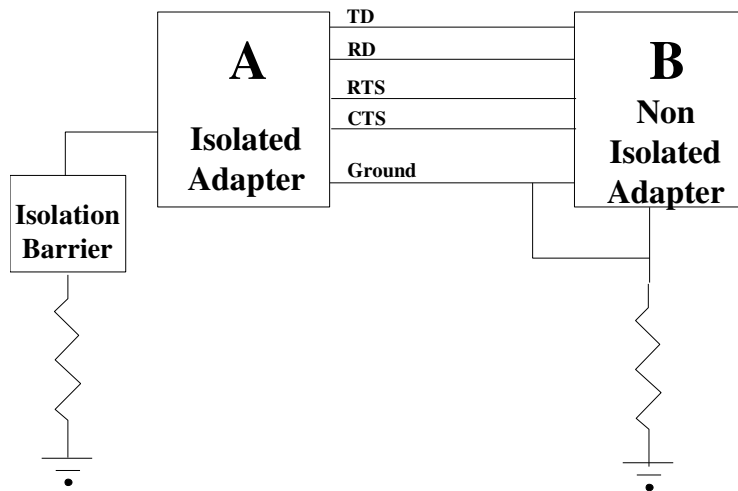 TD
RD
RTS
CTS
Ground
A
Isolated
Adapter
B
Non
Isolated
Adapter
Isolation
Barrier